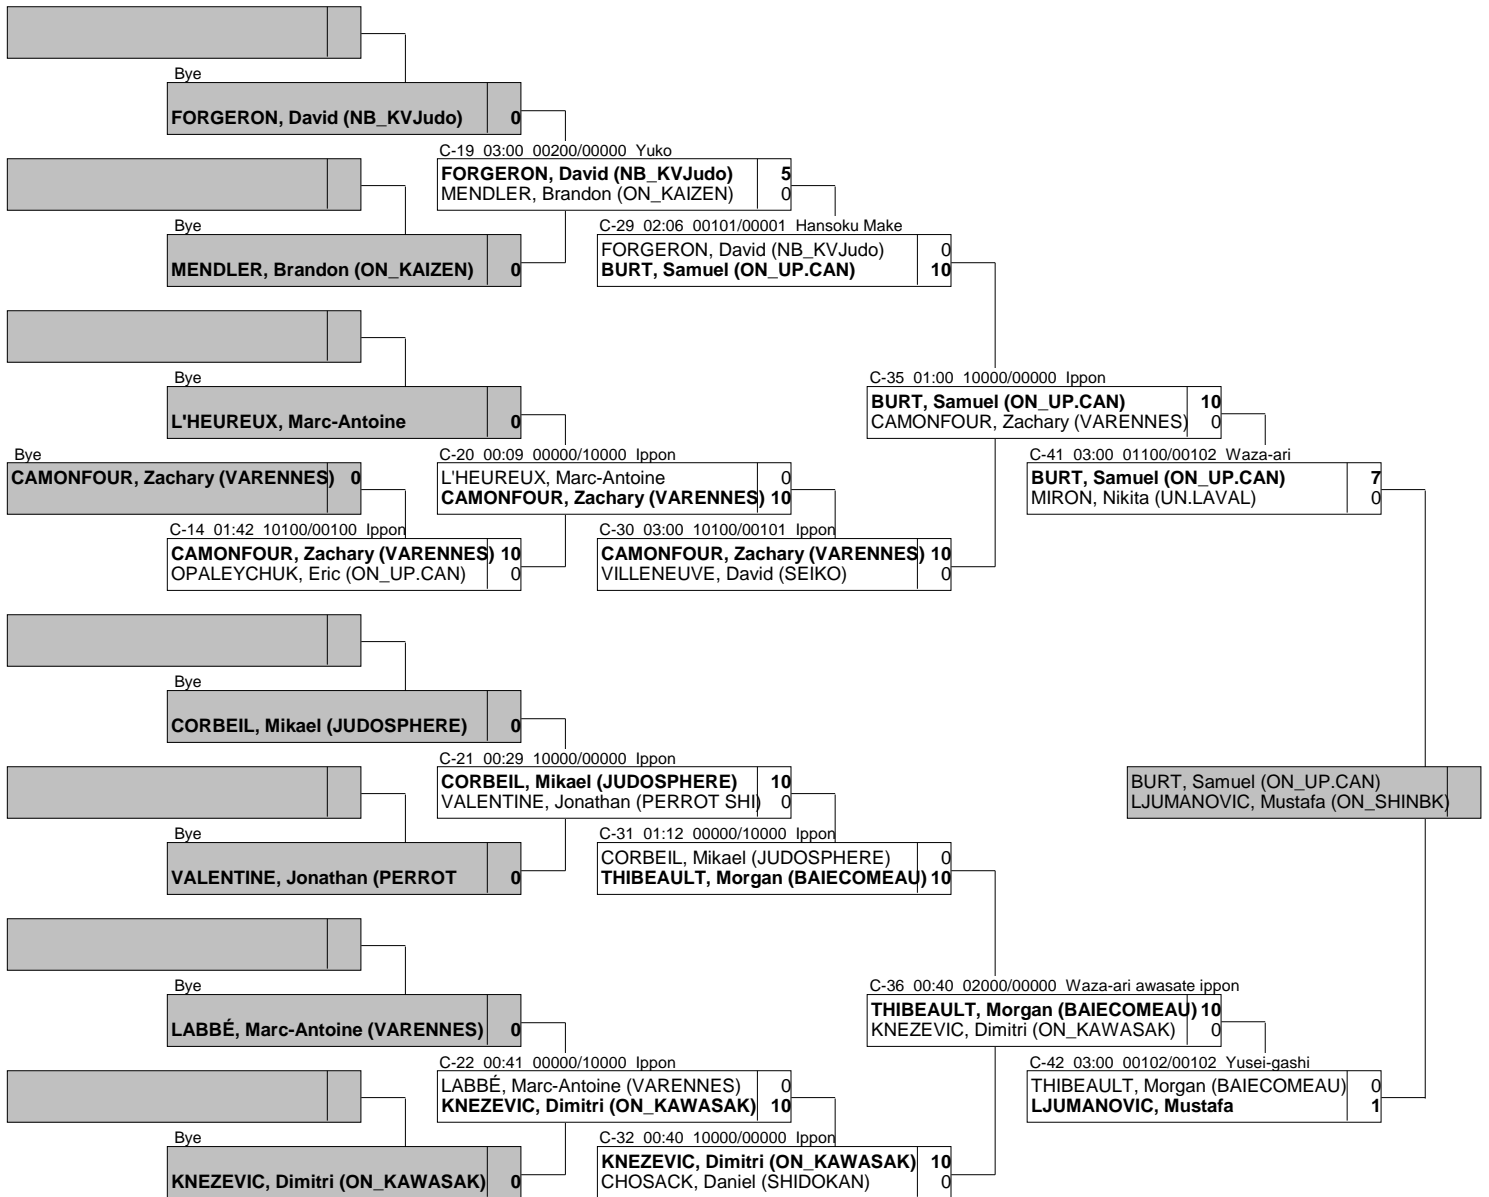 Bye
FORGERON, David (NB_KVJudo) 0
C-19 03:00 00200/00000 Yuko
FORGERON, David (NB_KVJudo) 5
MENDLER, Brandon (ON_KAIZEN) 0
Bye
MENDLER, Brandon (ON_KAIZEN) 0
C-29 02:06 00101/00001 Hansoku Make
FORGERON, David (NB_KVJudo) 0
BURT, Samuel (ON_UP.CAN) 10
Bye
L'HEUREUX, Marc-Antoine 0
C-35 01:00 10000/00000 Ippon
BURT, Samuel (ON_UP.CAN) 10
CAMONFOUR, Zachary (VARENNES) 0
Bye
CAMONFOUR, Zachary (VARENNES) 0
C-20 00:09 00000/10000 Ippon
L'HEUREUX, Marc-Antoine 0
CAMONFOUR, Zachary (VARENNES) 10
C-41 03:00 01100/00102 Waza-ari
BURT, Samuel (ON_UP.CAN) 7
MIRON, Nikita (UN.LAVAL) 0
C-14 01:42 10100/00100 Ippon
CAMONFOUR, Zachary (VARENNES) 10
OPALEYCHUK, Eric (ON_UP.CAN) 0
C-30 03:00 10100/00101 Ippon
CAMONFOUR, Zachary (VARENNES) 10
VILLENEUVE, David (SEIKO) 0
Bye
CORBEIL, Mikael (JUDOSPHERE) 0
C-21 00:29 10000/00000 Ippon
CORBEIL, Mikael (JUDOSPHERE) 10
VALENTINE, Jonathan (PERROT SHI) 0
BURT, Samuel (ON_UP.CAN)
LJUMANOVIC, Mustafa (ON_SHINBK)
Bye
VALENTINE, Jonathan (PERROT 0
C-31 01:12 00000/10000 Ippon
CORBEIL, Mikael (JUDOSPHERE) 0
THIBEAULT, Morgan (BAIECOMEAU) 10
Bye
LABBÉ, Marc-Antoine (VARENNES) 0
C-36 00:40 02000/00000 Waza-ari awasate ippon
THIBEAULT, Morgan (BAIECOMEAU) 10
KNEZEVIC, Dimitri (ON_KAWASAK) 0
C-22 00:41 00000/10000 Ippon
LABBÉ, Marc-Antoine (VARENNES) 0
KNEZEVIC, Dimitri (ON_KAWASAK) 10
C-42 03:00 00102/00102 Yusei-gashi
THIBEAULT, Morgan (BAIECOMEAU) 0
LJUMANOVIC, Mustafa 1
Bye
KNEZEVIC, Dimitri (ON_KAWASAK) 0
C-32 00:40 10000/00000 Ippon
KNEZEVIC, Dimitri (ON_KAWASAK) 10
CHOSACK, Daniel (SHIDOKAN) 0